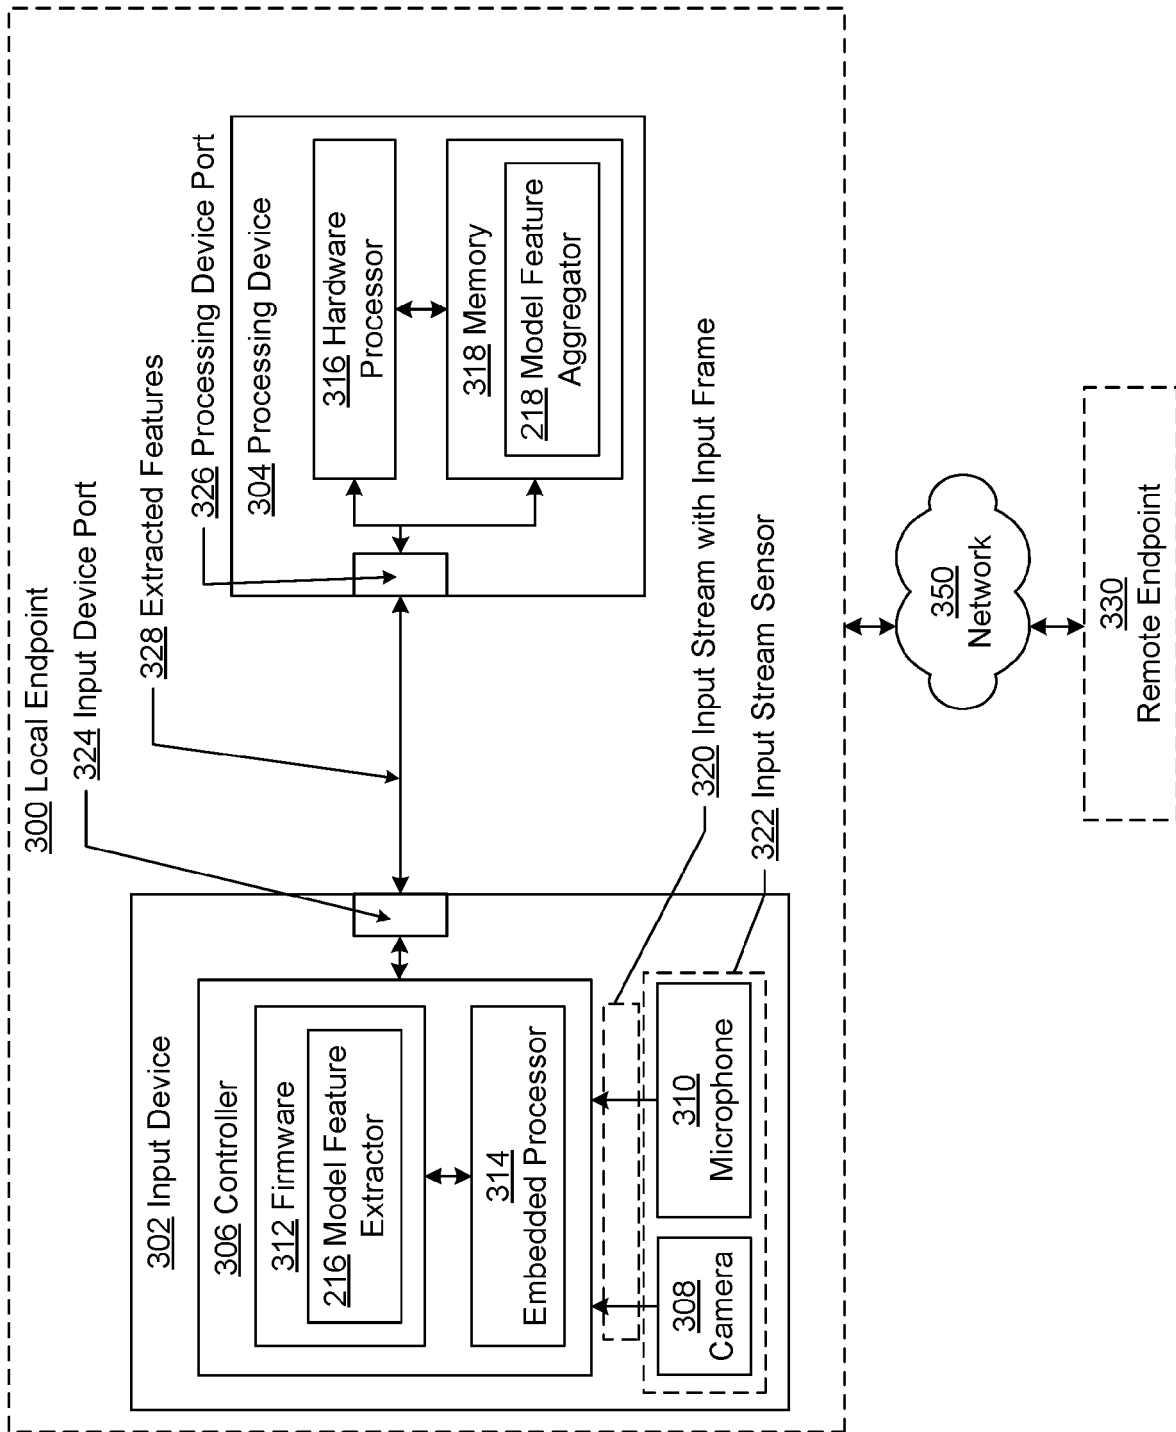 300 Local Endpoint
324 Input Device Port
328 Extracted Features
326 Processing Device Port
302 Input Device
306 Controller
312 Firmware
216 Model Feature
Extractor
314
Embedded Processor
308
Camera
310
Microphone
304 Processing Device
316 Hardware
Processor
318 Memory
218 Model Feature
Aggregator
320 Input Stream with Input Frame
322 Input Stream Sensor
350
Network
330
Remote Endpoint